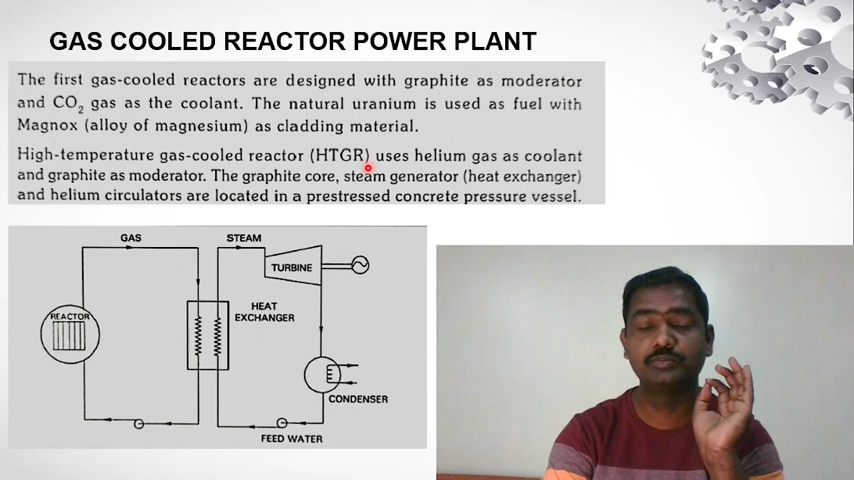 GAS COOLED REACTOR POWER PLANT
The first gas-cooled reactors are designed with graphite as moderator
and CO₂ gas as the coolant. The natural uranium is used as fuel with
Magnox (alloy of magnesium) as cladding material.
High-temperature gas-cooled reactor (HTGR) uses helium gas as coolant
and graphite as moderator. The graphite core, steam generator (heat exchanger)
and helium circulators are located in a prestressed concrete pressure vessel.
GAS
STEAM
TURBINE
REACTOR
HEAT
EXCHANGER
CONDENSER
FEED WATER